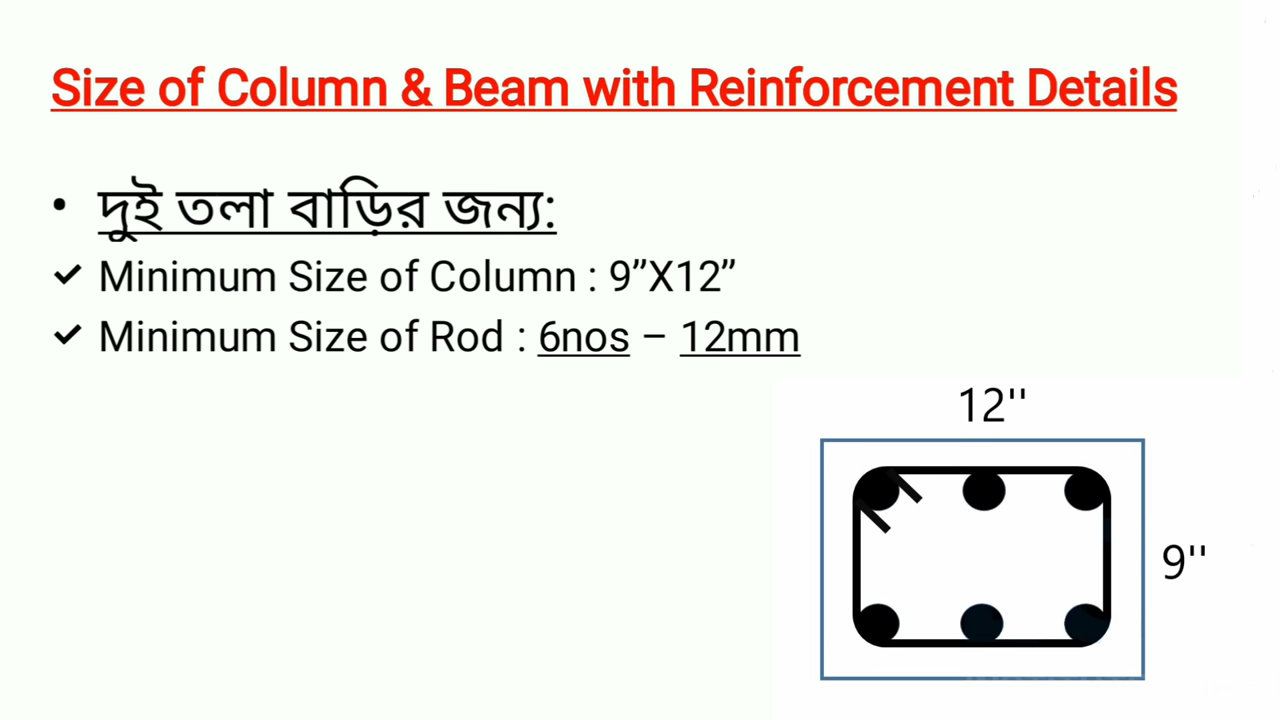 Size of Column & Beam with Reinforcement Details
• দুই তলা বাড়ির জন্য:
✓ Minimum Size of Column : 9”X12”
✓ Minimum Size of Rod : 6nos – 12mm
12''
9''